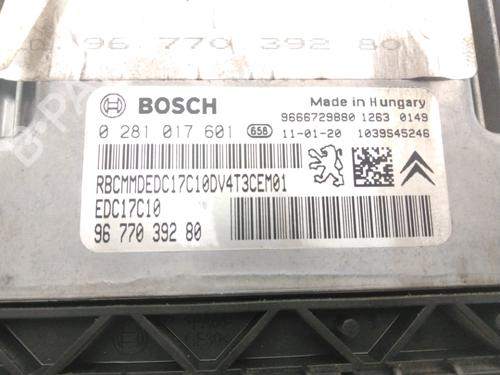 96 770 392 80
BOSCH
Made in Hungary
9666729880 1263 0149
0 281 017 601 658 11-01-20 1039S45246
RBCMMDEDC17C10DV4T3CEM01
EDC17C10
96 770 392 80